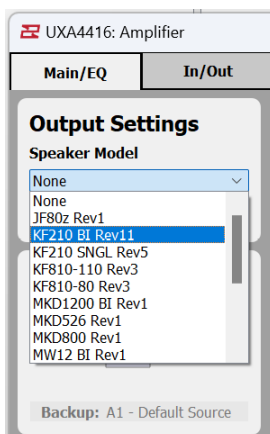 UXA4416: Amplifier
Main/EQ
In/Out
Output Settings
Speaker Model
None
None
JF80z Rev1
KF210 BI Rev11
KF210 SNGL Rev5
KF810-110 Rev3
KF810-80 Rev3
MKD1200 BI Rev1
MKD526 Rev1
MKD800 Rev1
MW12 BI Rev1
Backup: A1 - Default Source